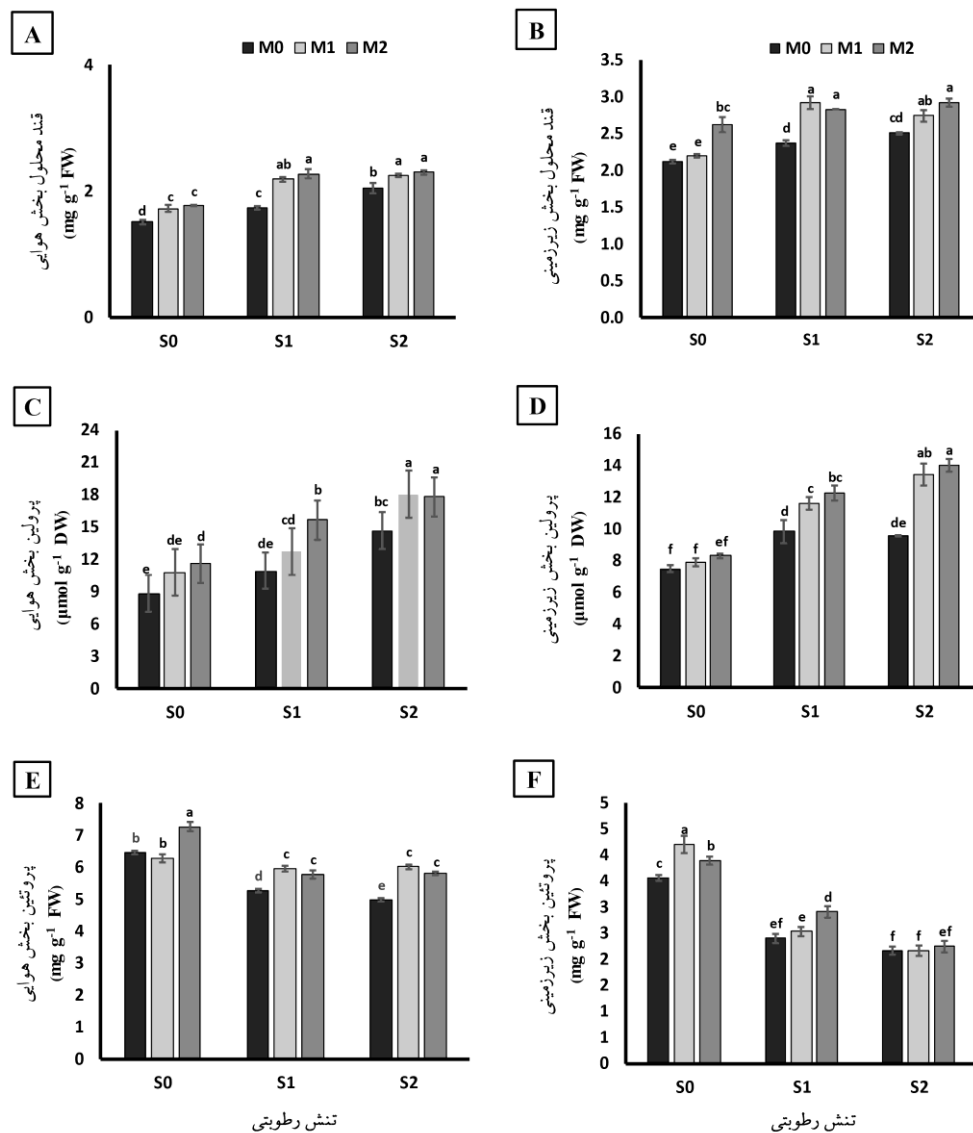 A
M0 M1 M2
قند محلول بخش هوایی
(mg g-1 FW)
4
2
0
d c c
c ab a
b a a
S0 S1 S2
B
M0 M1 M2
قند محلول بخش زیرزمینی
(mg g-1 FW)
3.5
3.0
2.5
2.0
1.5
1.0
0.5
0.0
e e bc
d a a
cd ab a
S0 S1 S2
C
پرولین بخش هوایی
(µmol g-1 DW)
24
21
18
15
12
9
6
3
0
e de d
de cd b
bc a a
S0 S1 S2
D
پرولین بخش زیرزمینی
(µmol g-1 DW)
16
14
12
10
8
6
4
2
0
f f ef
d c bc
de ab a
S0 S1 S2
E
پروتئین بخش هوایی
(mg g-1 FW)
8
7
6
5
4
3
2
1
0
b b a
d c c
e c c
S0 S1 S2
تنش رطوبتی
F
پروتئین بخش زیرزمینی
(mg g-1 FW)
5
5
4
4
3
3
2
2
1
1
0
c a b
ef e d
f f ef
S0 S1 S2
تنش رطوبتی